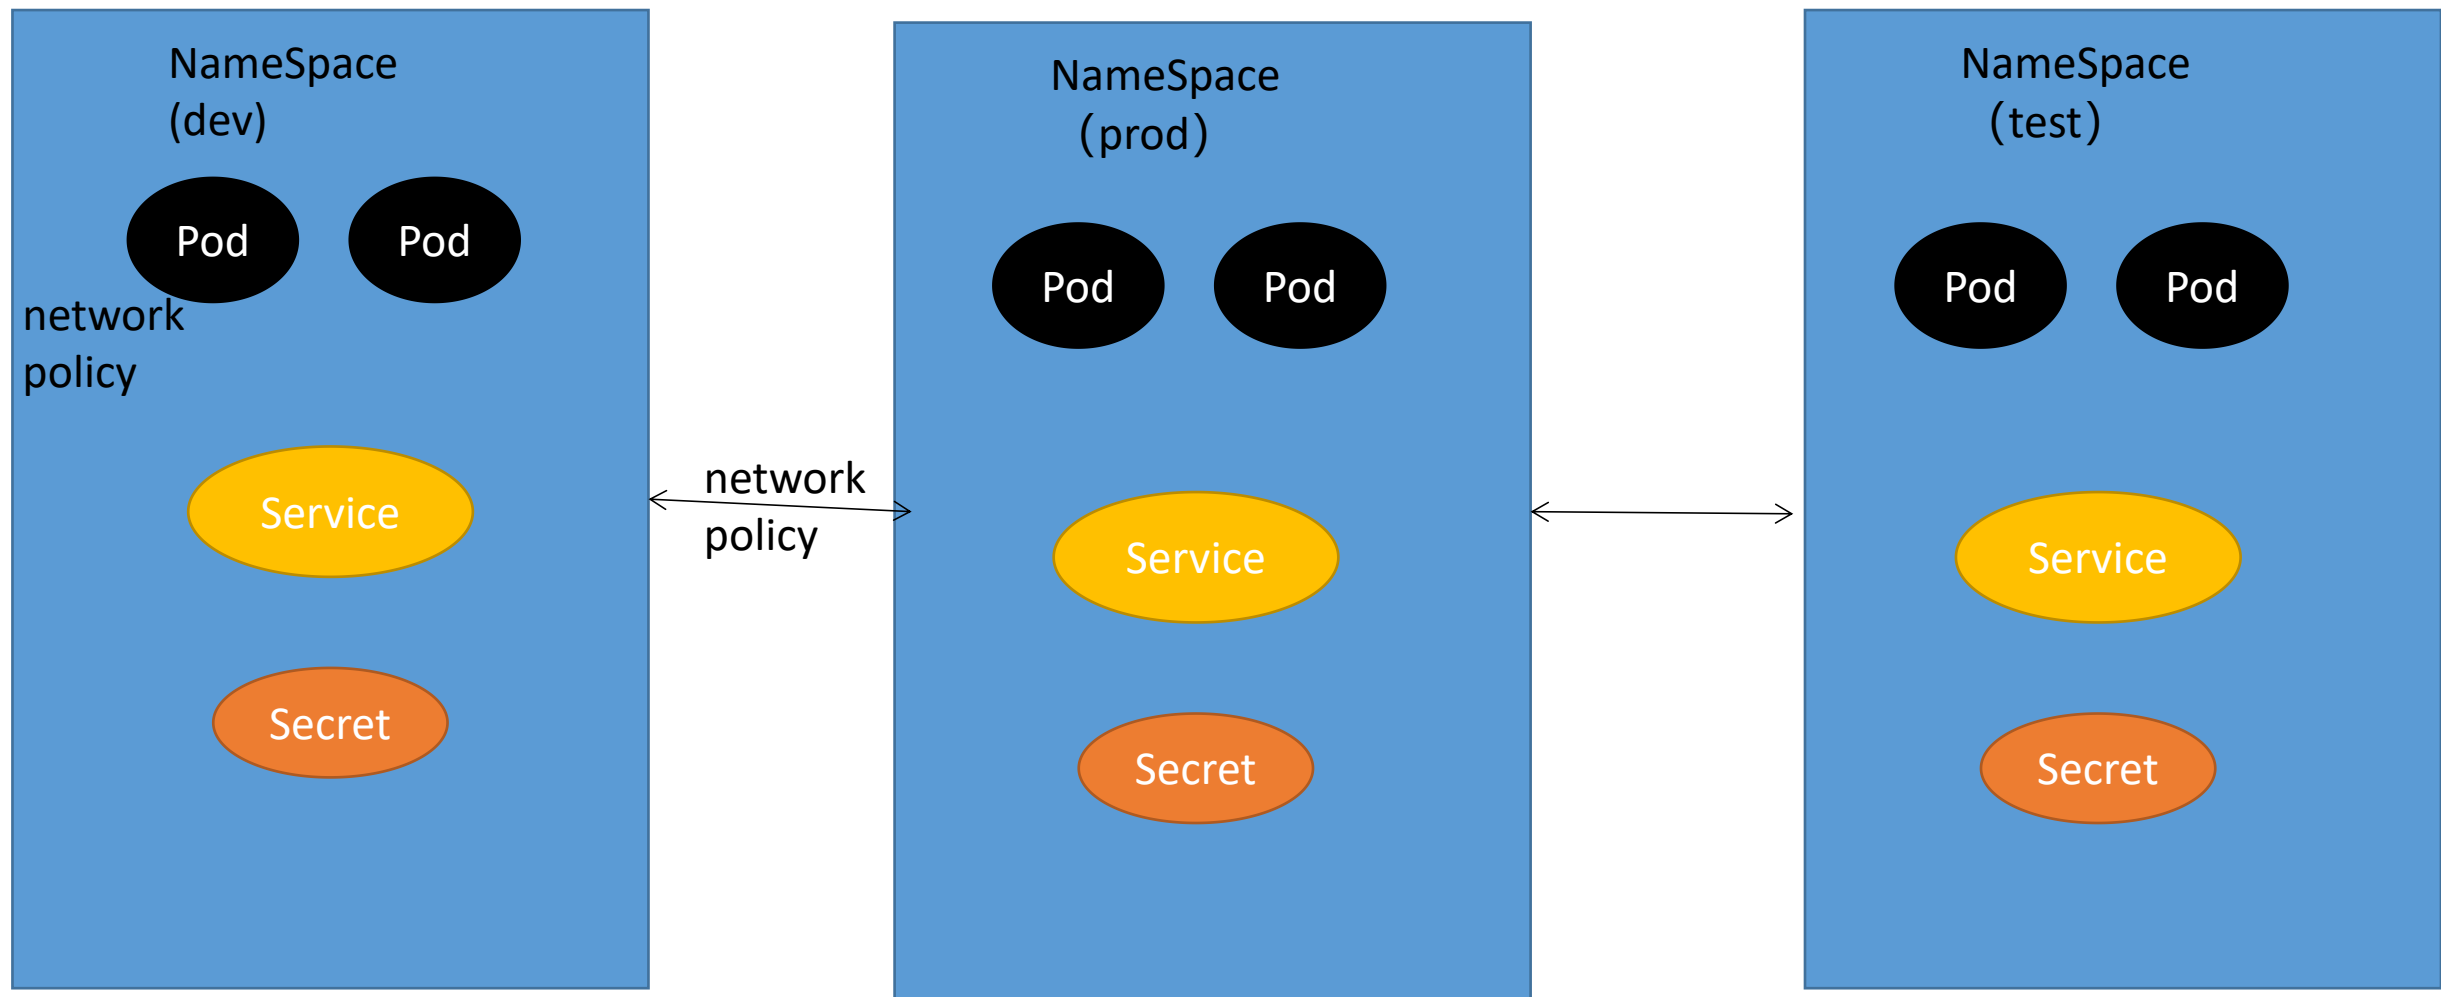 NameSpace
(dev)
Pod
Pod
network
policy
Service
Secret
network
policy
NameSpace
（prod）
Pod
Pod
Service
Secret
NameSpace
（test）
Pod
Pod
Service
Secret